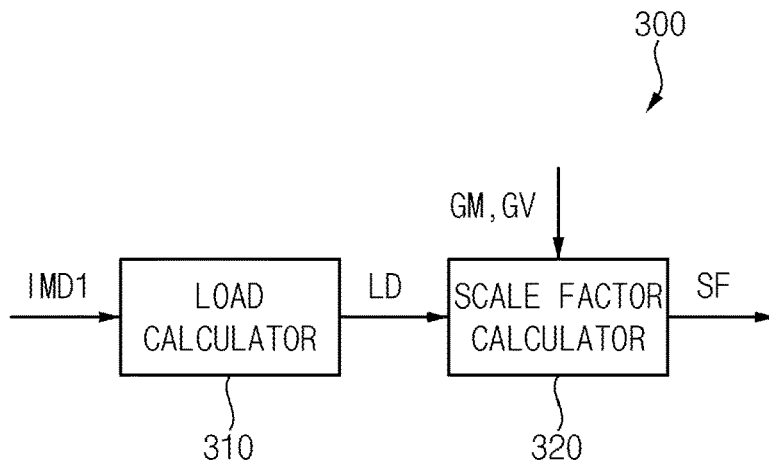 300
GM,GV
IMD1
LOAD
CALCULATOR
LD
SCALE FACTOR
CALCULATOR
SF
310
320